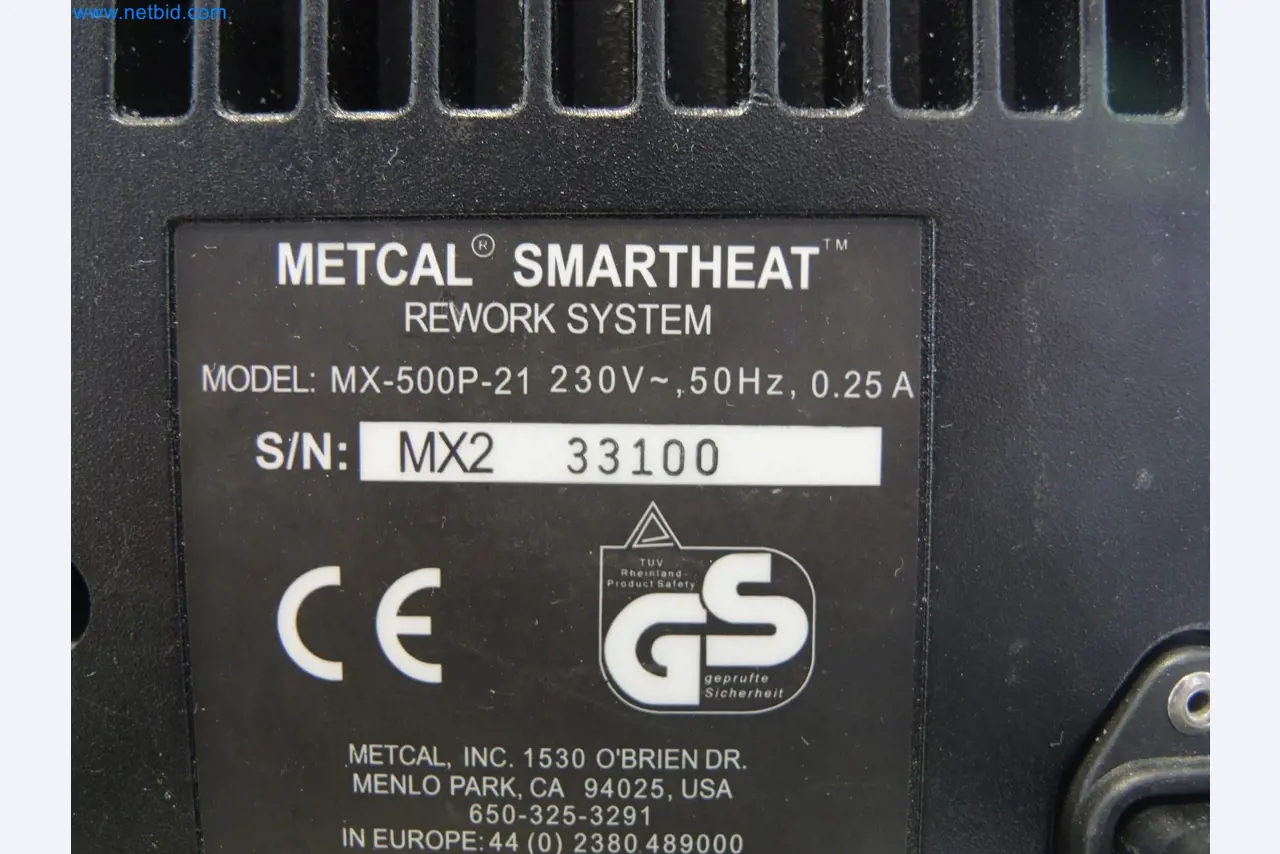 www.netbid.com
METCAL® SMARTHEAT™
REWORK SYSTEM
MODEL: MX-500P-21 230V~,50Hz, 0.25 A
S/N: MX2 33100
CE
TUV
Rheinland-
Product Safety
GS
geprufte
Sicherheit
METCAL, INC. 1530 O'BRIEN DR.
MENLO PARK, CA 94025, USA
650-325-3291
IN EUROPE: 44 (0) 2380 489000